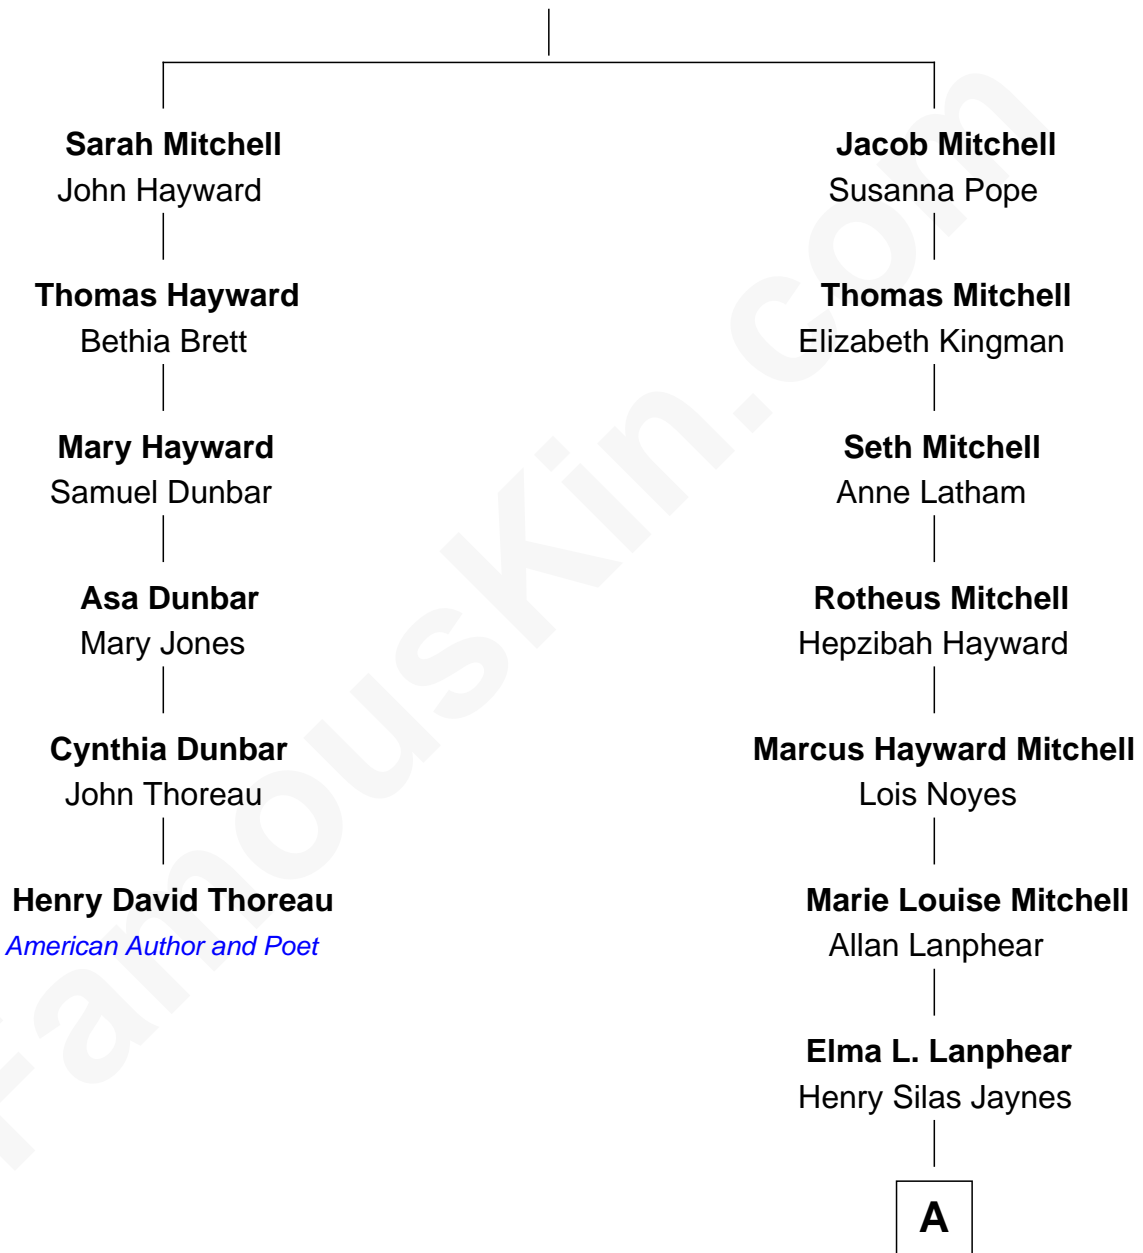 Sarah Mitchell
John Hayward
Thomas Hayward
Bethia Brett
Mary Hayward
Samuel Dunbar
Asa Dunbar
Mary Jones
Cynthia Dunbar
John Thoreau
Henry David Thoreau
American Author and Poet
Jacob Mitchell
Susanna Pope
Thomas Mitchell
Elizabeth Kingman
Seth Mitchell
Anne Latham
Rotheus Mitchell
Hepzibah Hayward
Marcus Hayward Mitchell
Lois Noyes
Marie Louise Mitchell
Allan Lanphear
Elma L. Lanphear
Henry Silas Jaynes
A
FamousKin.com